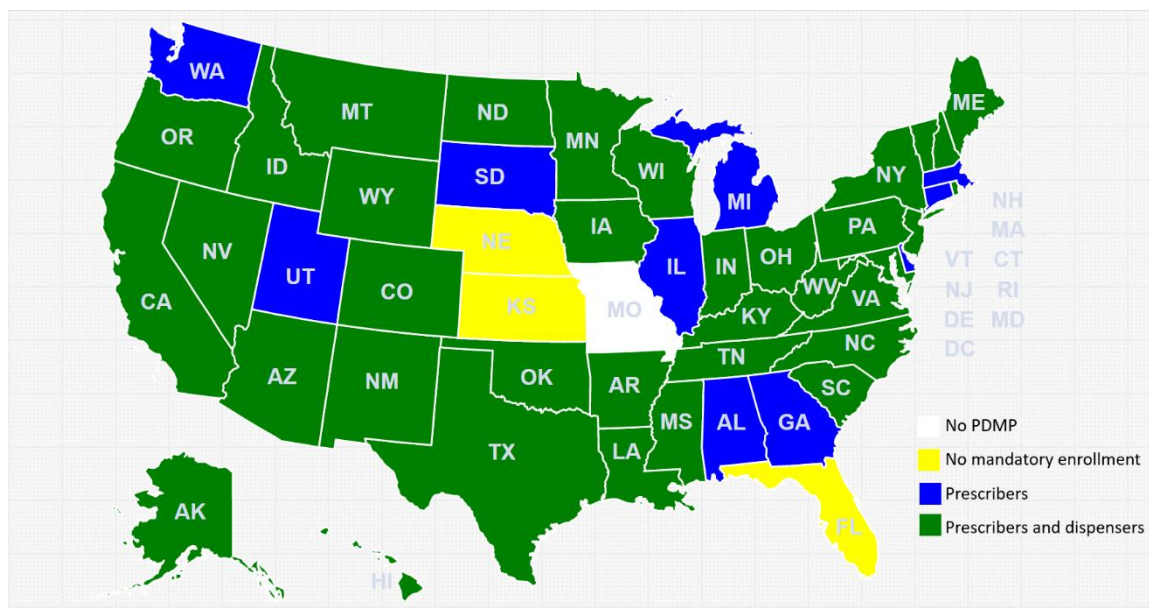 WA
MT
ND
ME
OR
MN
ID
SD
WI
NY
WY
MI
NH
IA
PA
MA
NE
NV
IL
IN
OH
VT CT
UT
CO
WV
VA
CA
KS
MO
KY
NJ RI
DE MD
NC
TN
DC
AZ
NM
OK
AR
SC
MS
AL
GA
No PDMP
TX
LA
No mandatory enrollment
Prescribers
AK
FL
Prescribers and dispensers
HI